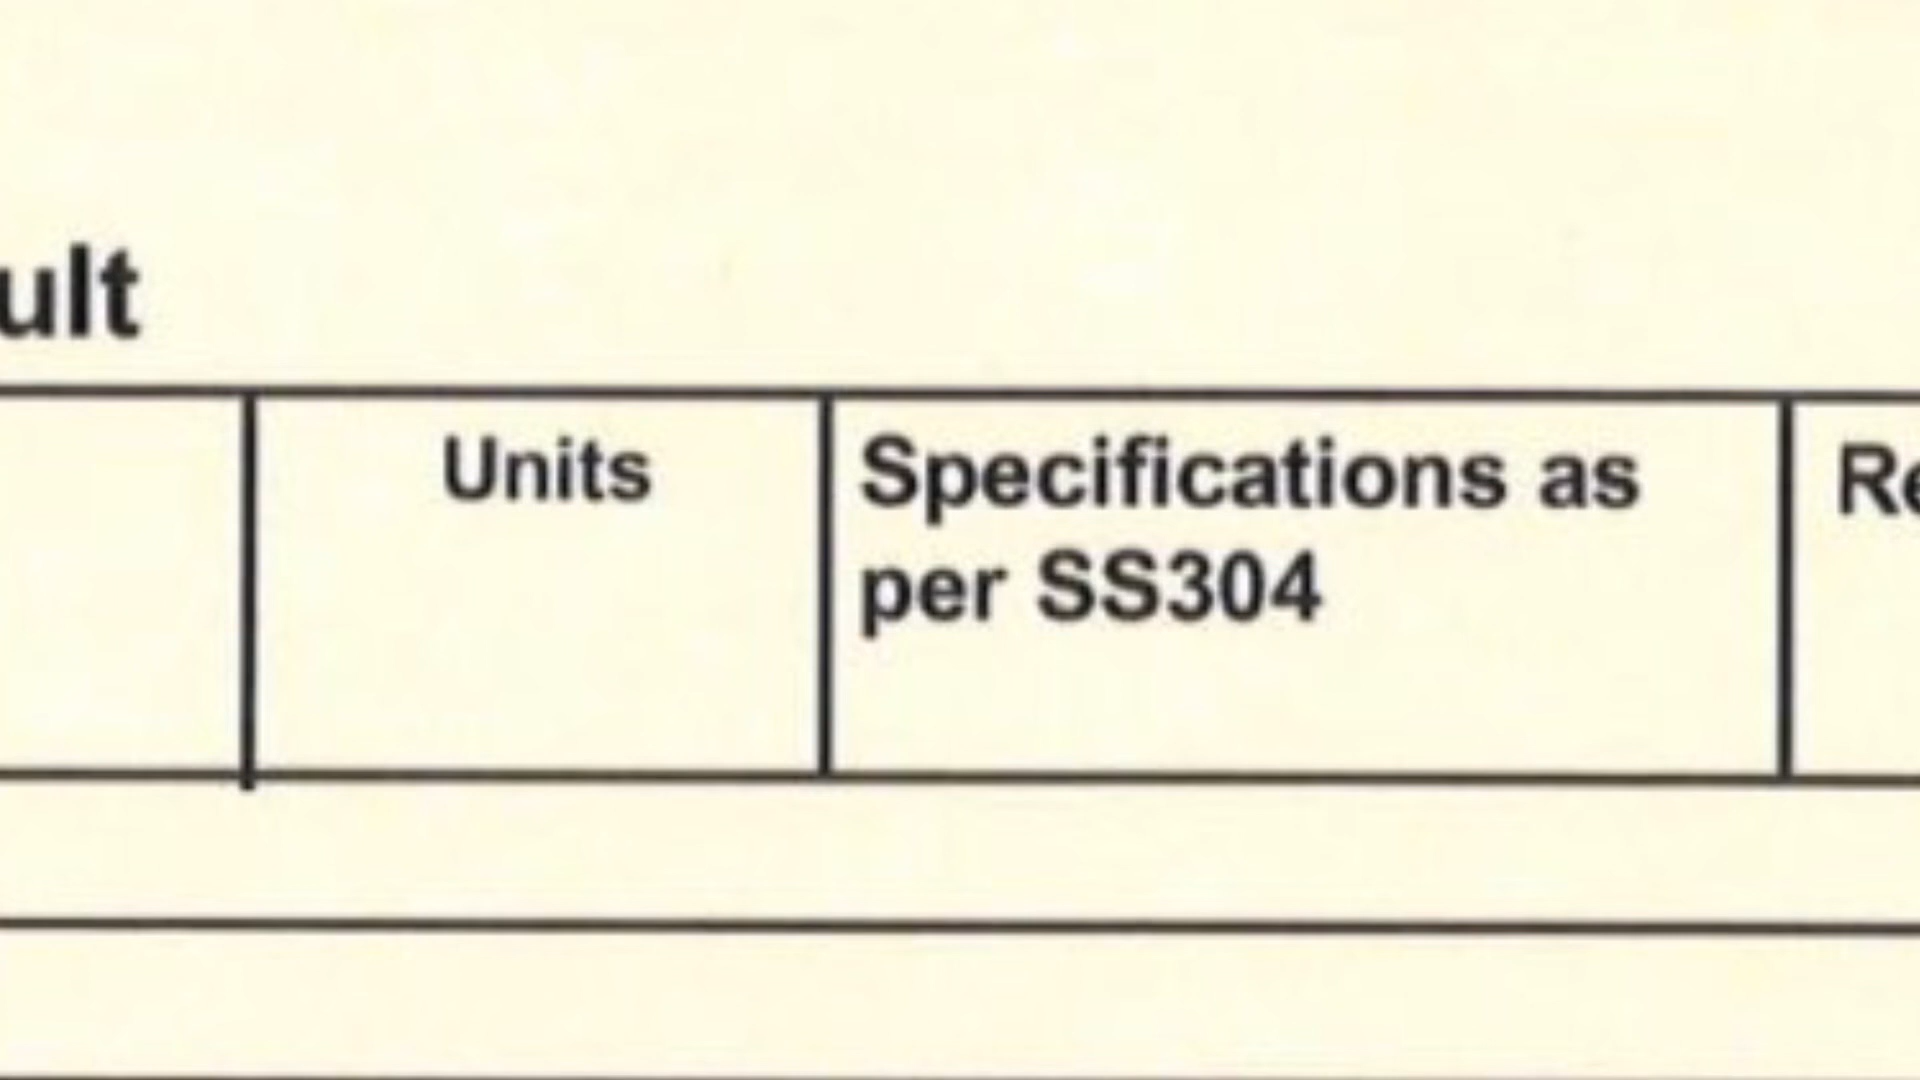 ult
Units
Specifications as
per SS304
Re